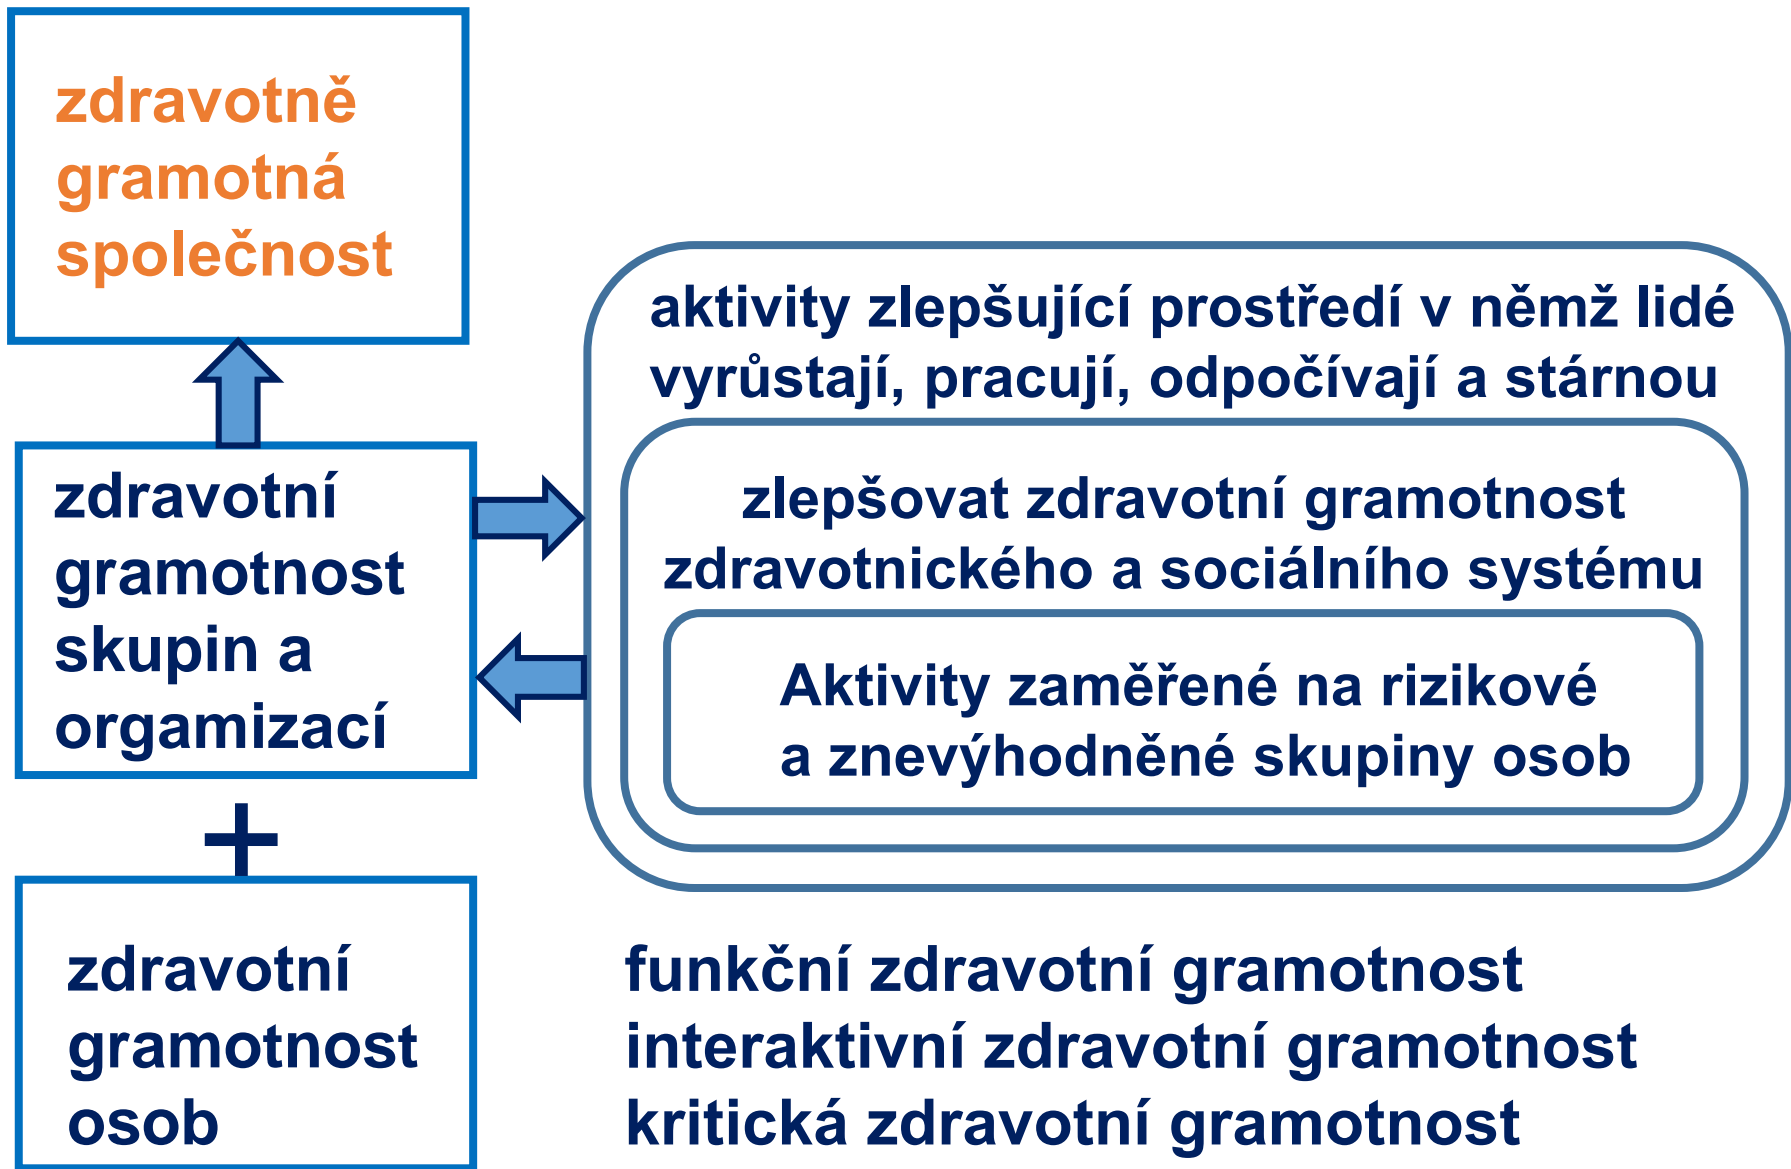 zdravotně
gramotná
společnost
aktivity zlepšující prostředí v němž lidé
vyrůstají, pracují, odpočívají a stárnou
zdravotní
gramotnost
skupin a
orgamizací
zlepšovat zdravotní gramotnost
zdravotnického a sociálního systému
Aktivity zaměřené na rizikové
a znevýhodněné skupiny osob
+
zdravotní
gramotnost
osob
funkční zdravotní gramotnost
interaktivní zdravotní gramotnost
kritická zdravotní gramotnost